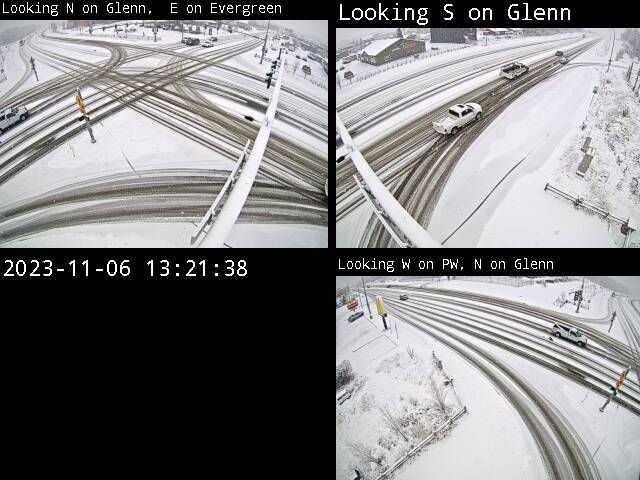 Looking N on Glenn,  E on Evergreen
Looking S on Glenn
2023-11-06 13:21:38
Looking W on PW, N on Glenn